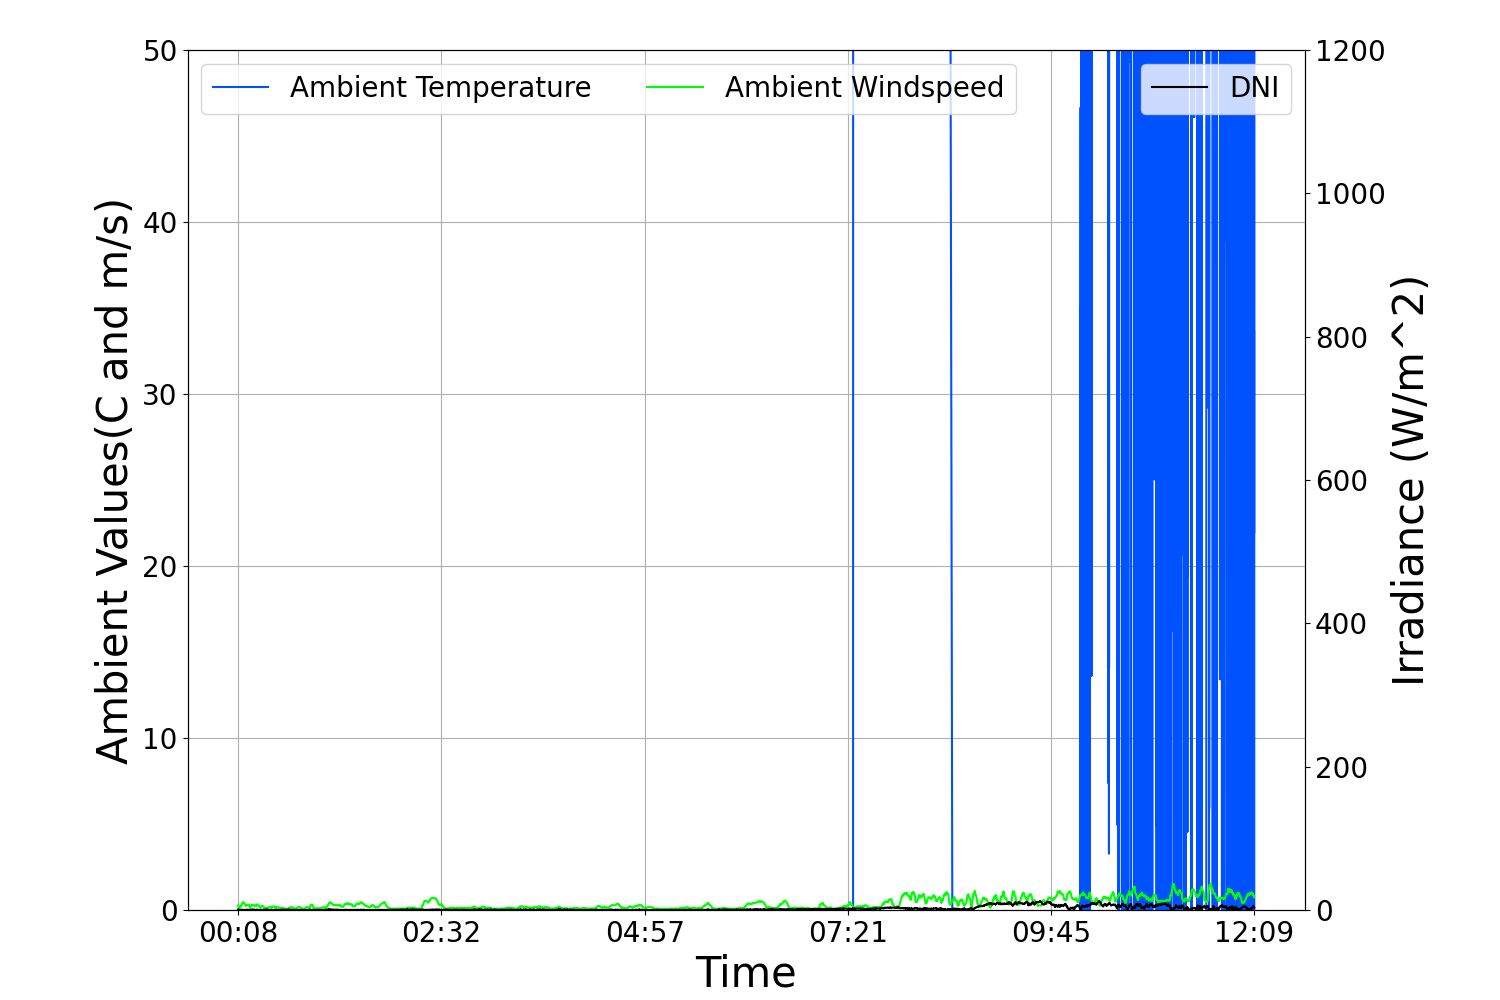 Ambient Temperature
Ambient Windspeed
DNI
50
40
30
20
10
0
Ambient Values(C and m/s)
1200
1000
800
600
400
200
0
Irradiance (W/m^2)
00:08 02:32 04:57 07:21 09:45 12:09
Time